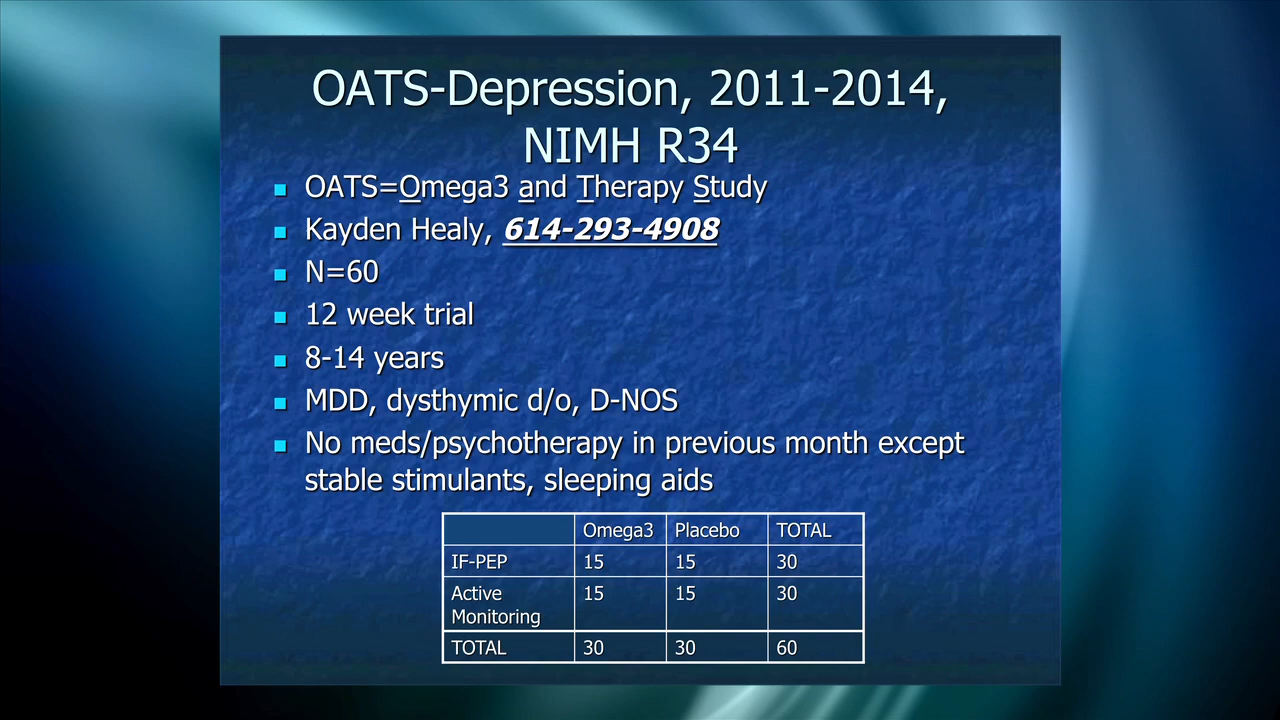 OATS-Depression, 2011-2014,
NIMH R34
OATS=Omega3 and Therapy Study
Kayden Healy, 614-293-4908
N=60
12 week trial
8-14 years
MDD, dysthymic d/o, D-NOS
No meds/psychotherapy in previous month except
stable stimulants, sleeping aids
Omega3 Placebo TOTAL
IF-PEP 15 15 30
Active 15 15 30
Monitoring
TOTAL 30 30 60